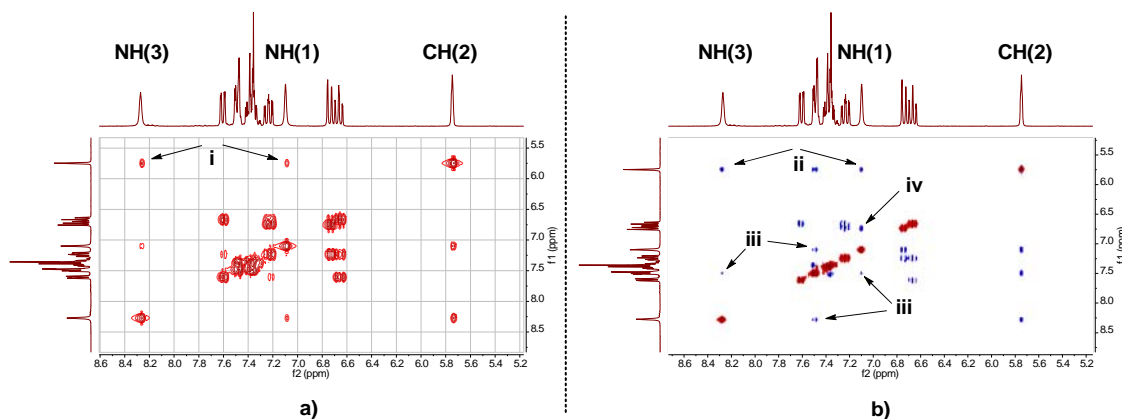 NH(3) NH(1) CH(2)
i
5.5
6.0
6.5
7.0
7.5
8.0
8.5
f1 (ppm)
8.6 8.4 8.2 8.0 7.8 7.6 7.4 7.2 7.0 6.8 6.6 6.4 6.2 6.0 5.8 5.6 5.4 5.2
f2 (ppm)
a)
NH(3) NH(1) CH(2)
ii
iv
iii
iii
5.5
6.0
6.5
7.0
7.5
8.0
8.5
f1 (ppm)
8.6 8.4 8.2 8.0 7.8 7.6 7.4 7.2 7.0 6.8 6.6 6.4 6.2 6.0 5.8 5.6 5.4 5.2
f2 (ppm)
b)